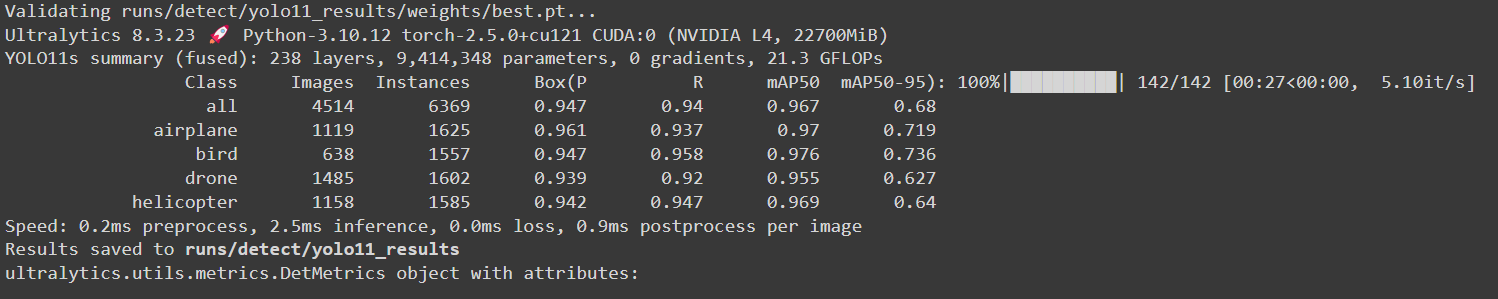 Validating runs/detect/yolo11_results/weights/best.pt...
Ultralytics 8.3.23 🚀 Python-3.10.12 torch-2.5.0+cu121 CUDA:0 (NVIDIA L4, 22700MiB)
YOLO11s summary (fused): 238 layers, 9,414,348 parameters, 0 gradients, 21.3 GFLOPs
Class Images Instances Box(P R mAP50 mAP50-95): 100%|██████████| 142/142 [00:27<00:00, 5.10it/s]
all 4514 6369 0.947 0.94 0.967 0.68
airplane 1119 1625 0.961 0.937 0.97 0.719
bird 638 1557 0.947 0.958 0.976 0.736
drone 1485 1602 0.939 0.92 0.955 0.627
helicopter 1158 1585 0.942 0.947 0.969 0.64
Speed: 0.2ms preprocess, 2.5ms inference, 0.0ms loss, 0.9ms postprocess per image
Results saved to runs/detect/yolo11_results
ultralytics.utils.metrics.DetMetrics object with attributes: